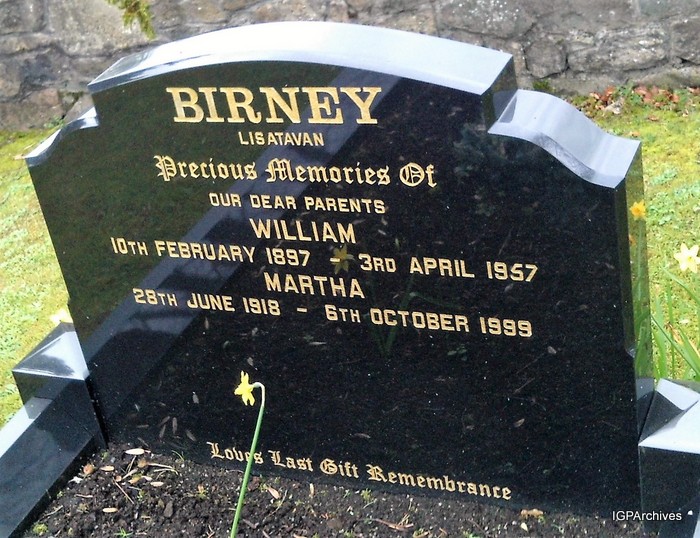 BIRNEY
LISATAVAN
Precious Memories Of
OUR DEAR PARENTS
WILLIAM
10TH FEBRUARY 1897 - 3RD APRIL 1957
MARTHA
28TH JUNE 1918 - 6TH OCTOBER 1999
Loves Last Gift Remembrance
IGPArchives